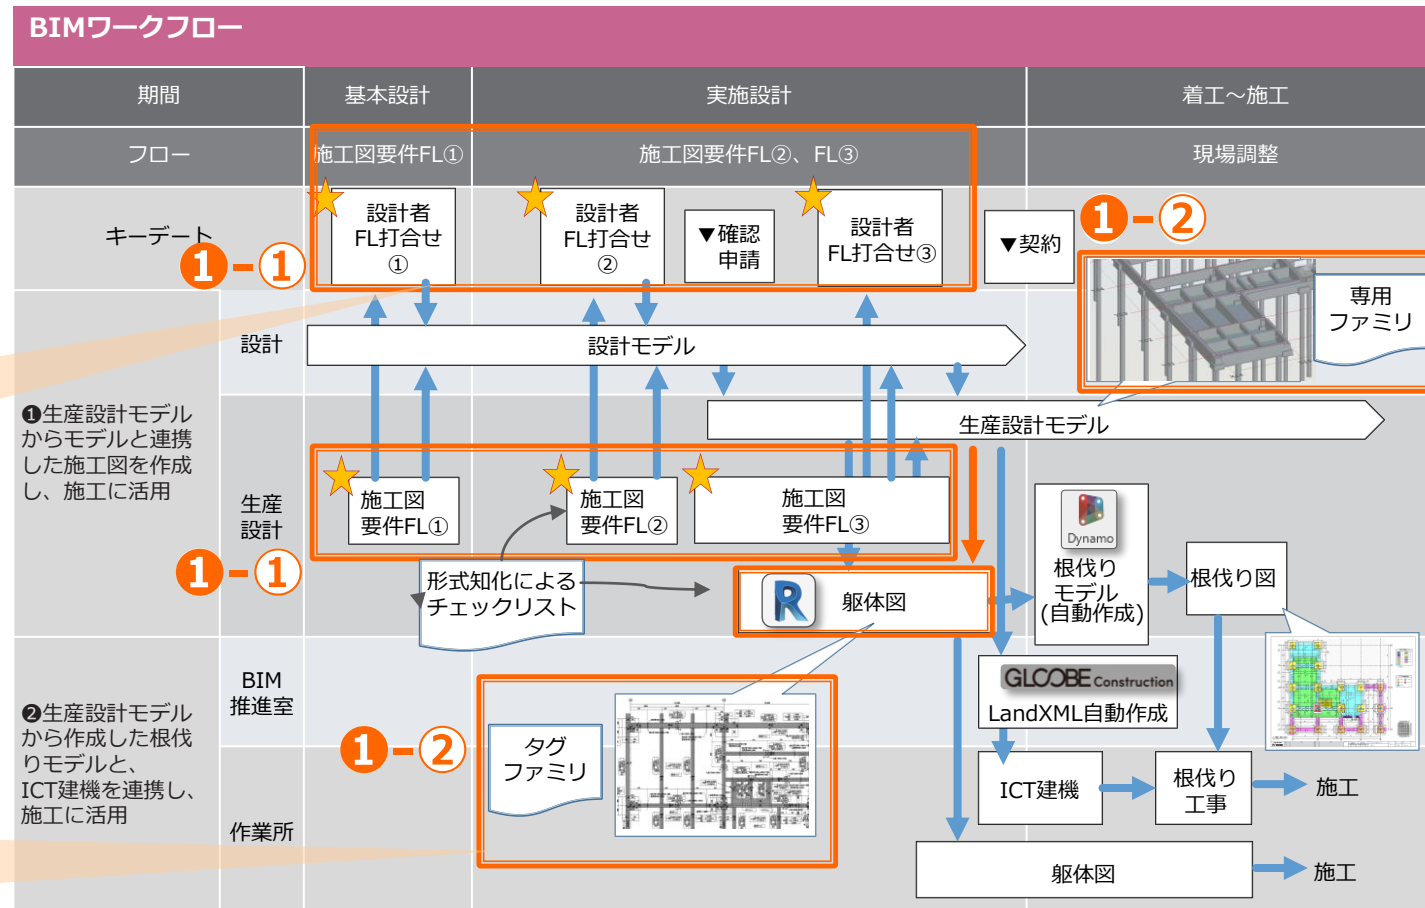 BIMワークフロー
期間
基本設計
実施設計
着工～施工
フロー
施工図要件FL①
施工図要件FL②、FL③
現場調整
キーデート
設計者
FL打合せ
①
設計者
FL打合せ
②
▼確認
申請
設計者
FL打合せ③
▼契約
❶-①
❶-②
専用
ファミリ
設計
設計モデル
❶生産設計モデル
からモデルと連携
した施工図を作成
し、施工に活用
生産設計モデル
生産
設計
施工図
要件FL①
施工図
要件FL②
施工図
要件FL③
❶-①
形式知化による
チェックリスト
R
躯体図
Dynamo
根伐り
モデル
(自動作成)
根伐り図
❷生産設計モデル
から作成した根伐
りモデルと、
ICT建機を連携し、
施工に活用
BIM
推進室
❶-②
タグ
ファミリ
GLOOBE Construction
LandXML自動作成
ICT建機
根伐り
工事
施工
作業所
躯体図
施工